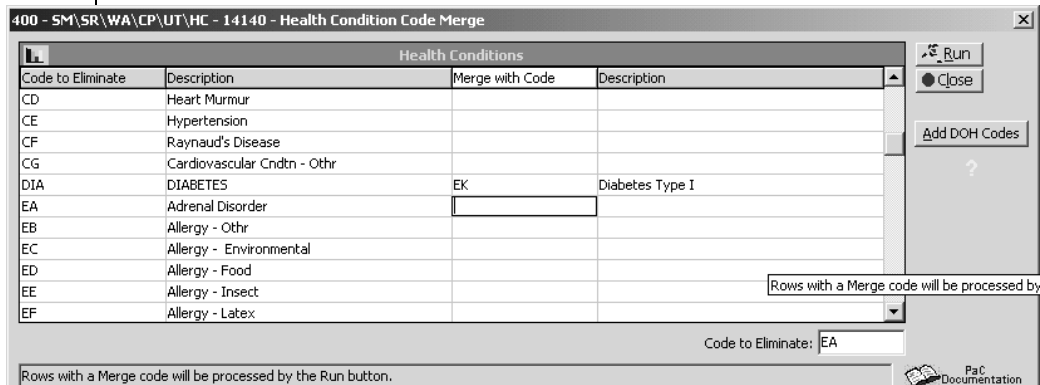 400 - SM\SR\WA\CP\UT\HC - 14140 - Health Condition Code Merge
Health Conditions
Run
Close
Add DOH Codes
?
Code to Eliminate Description Merge with Code Description
CD Heart Murmur
CE Hypertension
CF Raynaud's Disease
CG Cardiovascular Cndtn - Othr
DIA DIABETES EK Diabetes Type I
EA Adrenal Disorder
EB Allergy - Othr
EC Allergy - Environmental
ED Allergy - Food
EE Allergy - Insect
EF Allergy - Latex
Rows with a Merge code will be processed by
Code to Eliminate: EA
Rows with a Merge code will be processed by the Run button.
PaC
Documentation